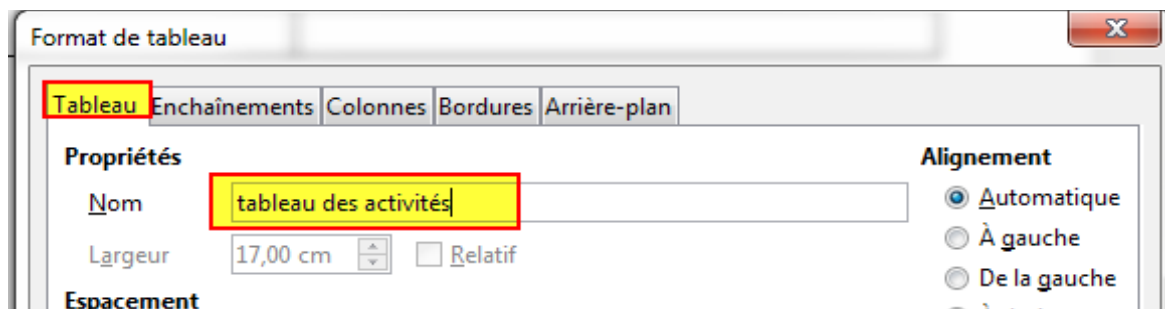 Format de tableau
Tableau Enchaînements Colonnes Bordures Arrière-plan
Propriétés Alignement
Nom tableau des activités Automatique
À gauche
Largeur 17,00 cm Relatif
De la gauche
Espacement